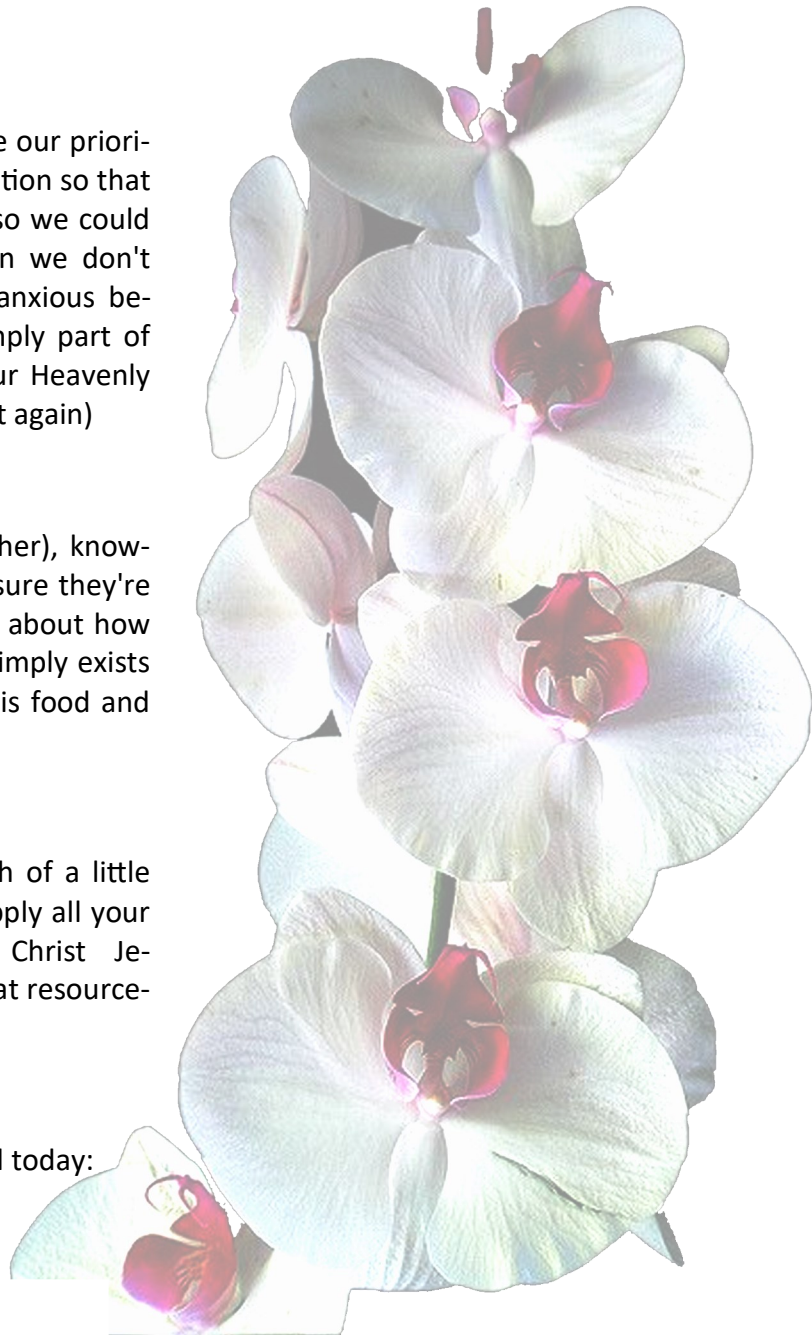 e our priori-
tion so that
so we could
n we don't
anxious be-
nply part of
ur Heavenly
t again)
her), know-
sure they're
about how
imply exists
is food and
h of a little
pply all your
Christ Je-
at resource-
l today: